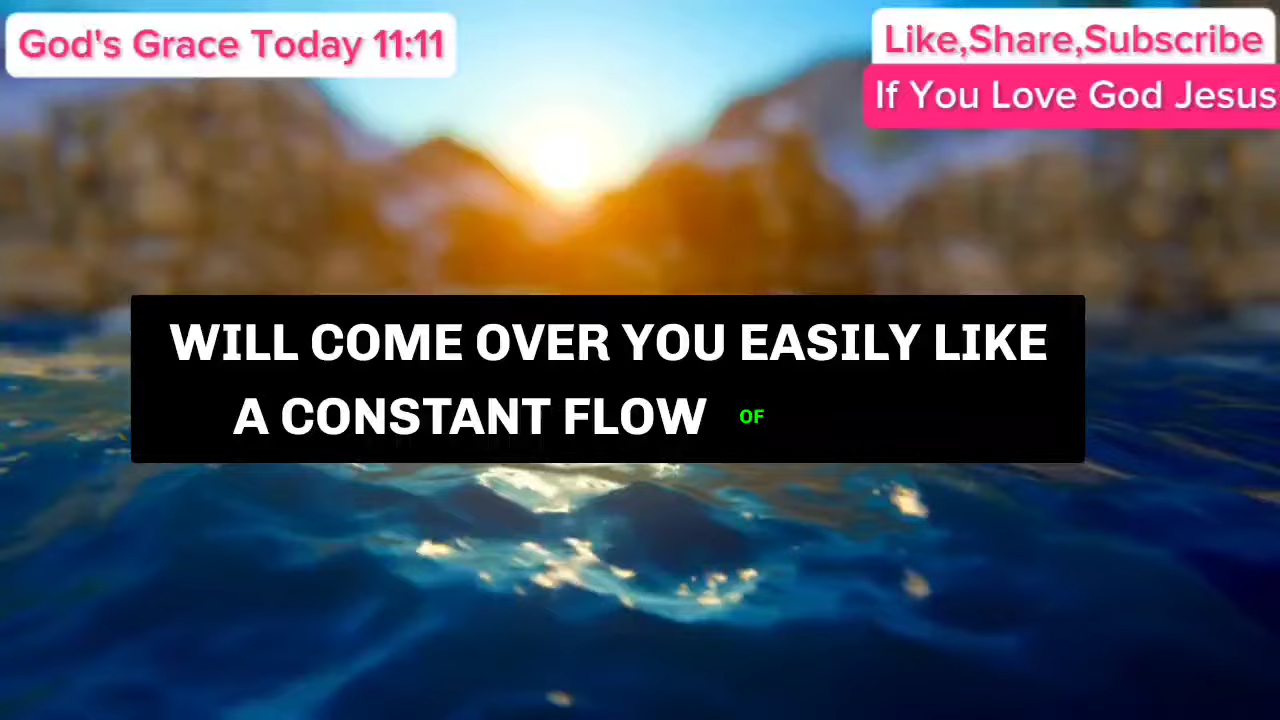 God's Grace Today 11:11
Like,Share,Subscribe
If You Love God Jesus
WILL COME OVER YOU EASILY LIKE
A CONSTANT FLOW OF